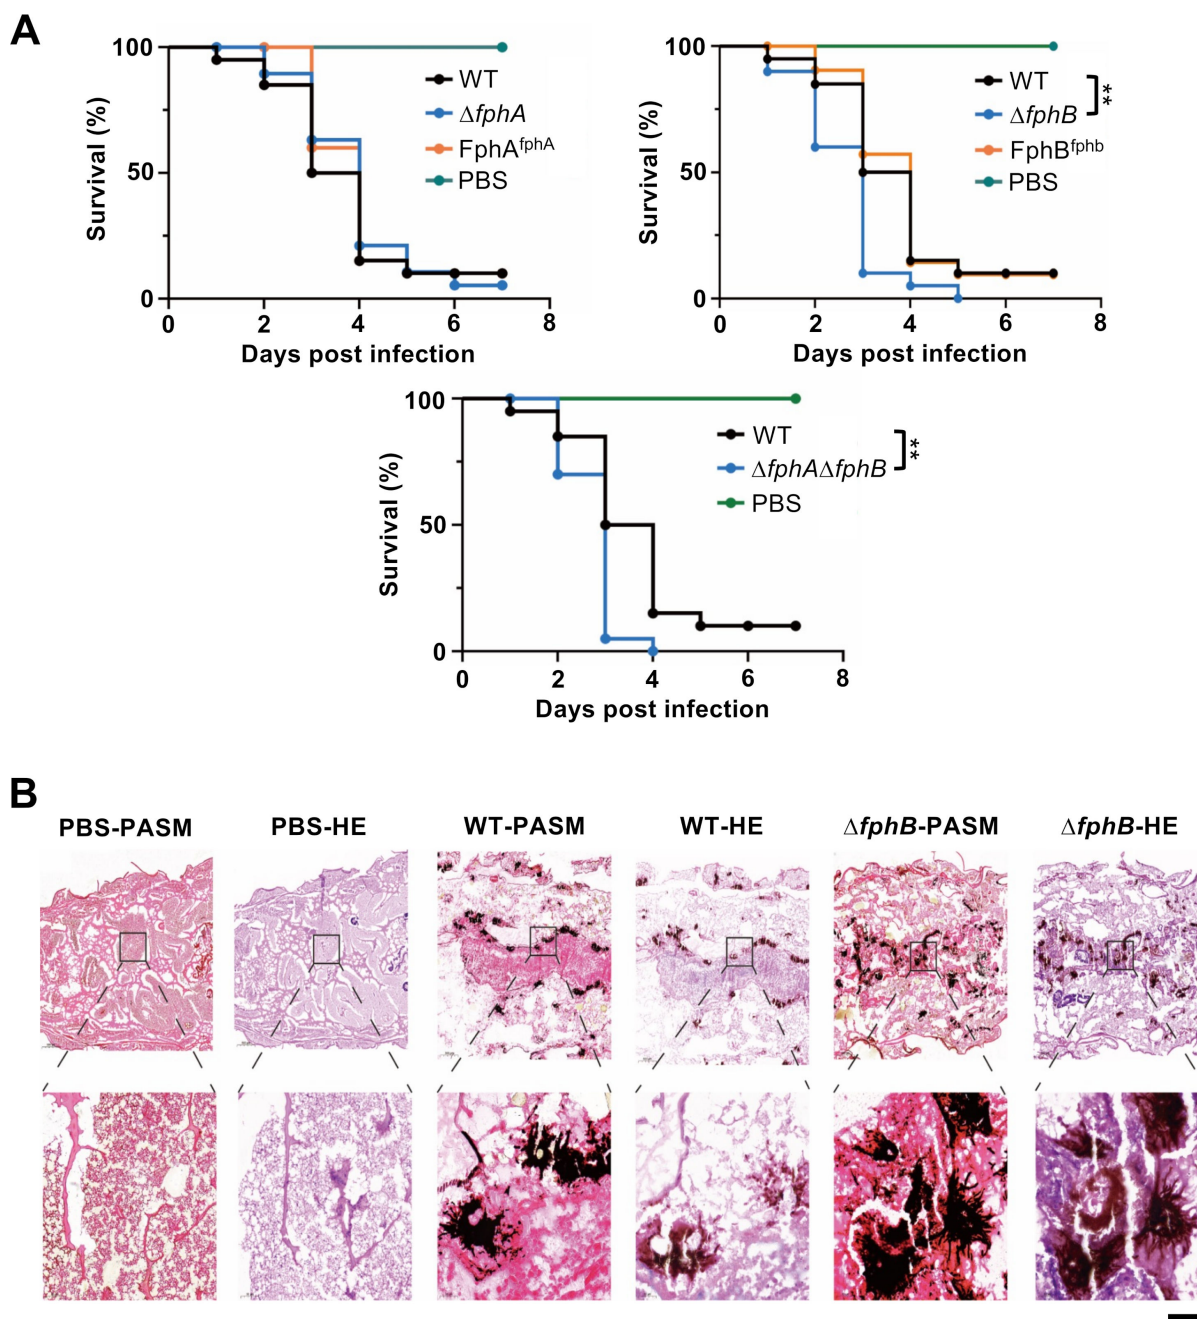 A
100
50
0
Survival (%)
0 2 4 6 8
Days post infection
WT
ΔfphA
FphA^fphA
PBS
100
50
0
Survival (%)
0 2 4 6 8
Days post infection
WT
ΔfphB
FphB^fphb
PBS
**
100
50
0
Survival (%)
0 2 4 6 8
Days post infection
WT
ΔfphAΔfphB
PBS
**
B
PBS-PASM PBS-HE WT-PASM WT-HE ΔfphB-PASM ΔfphB-HE